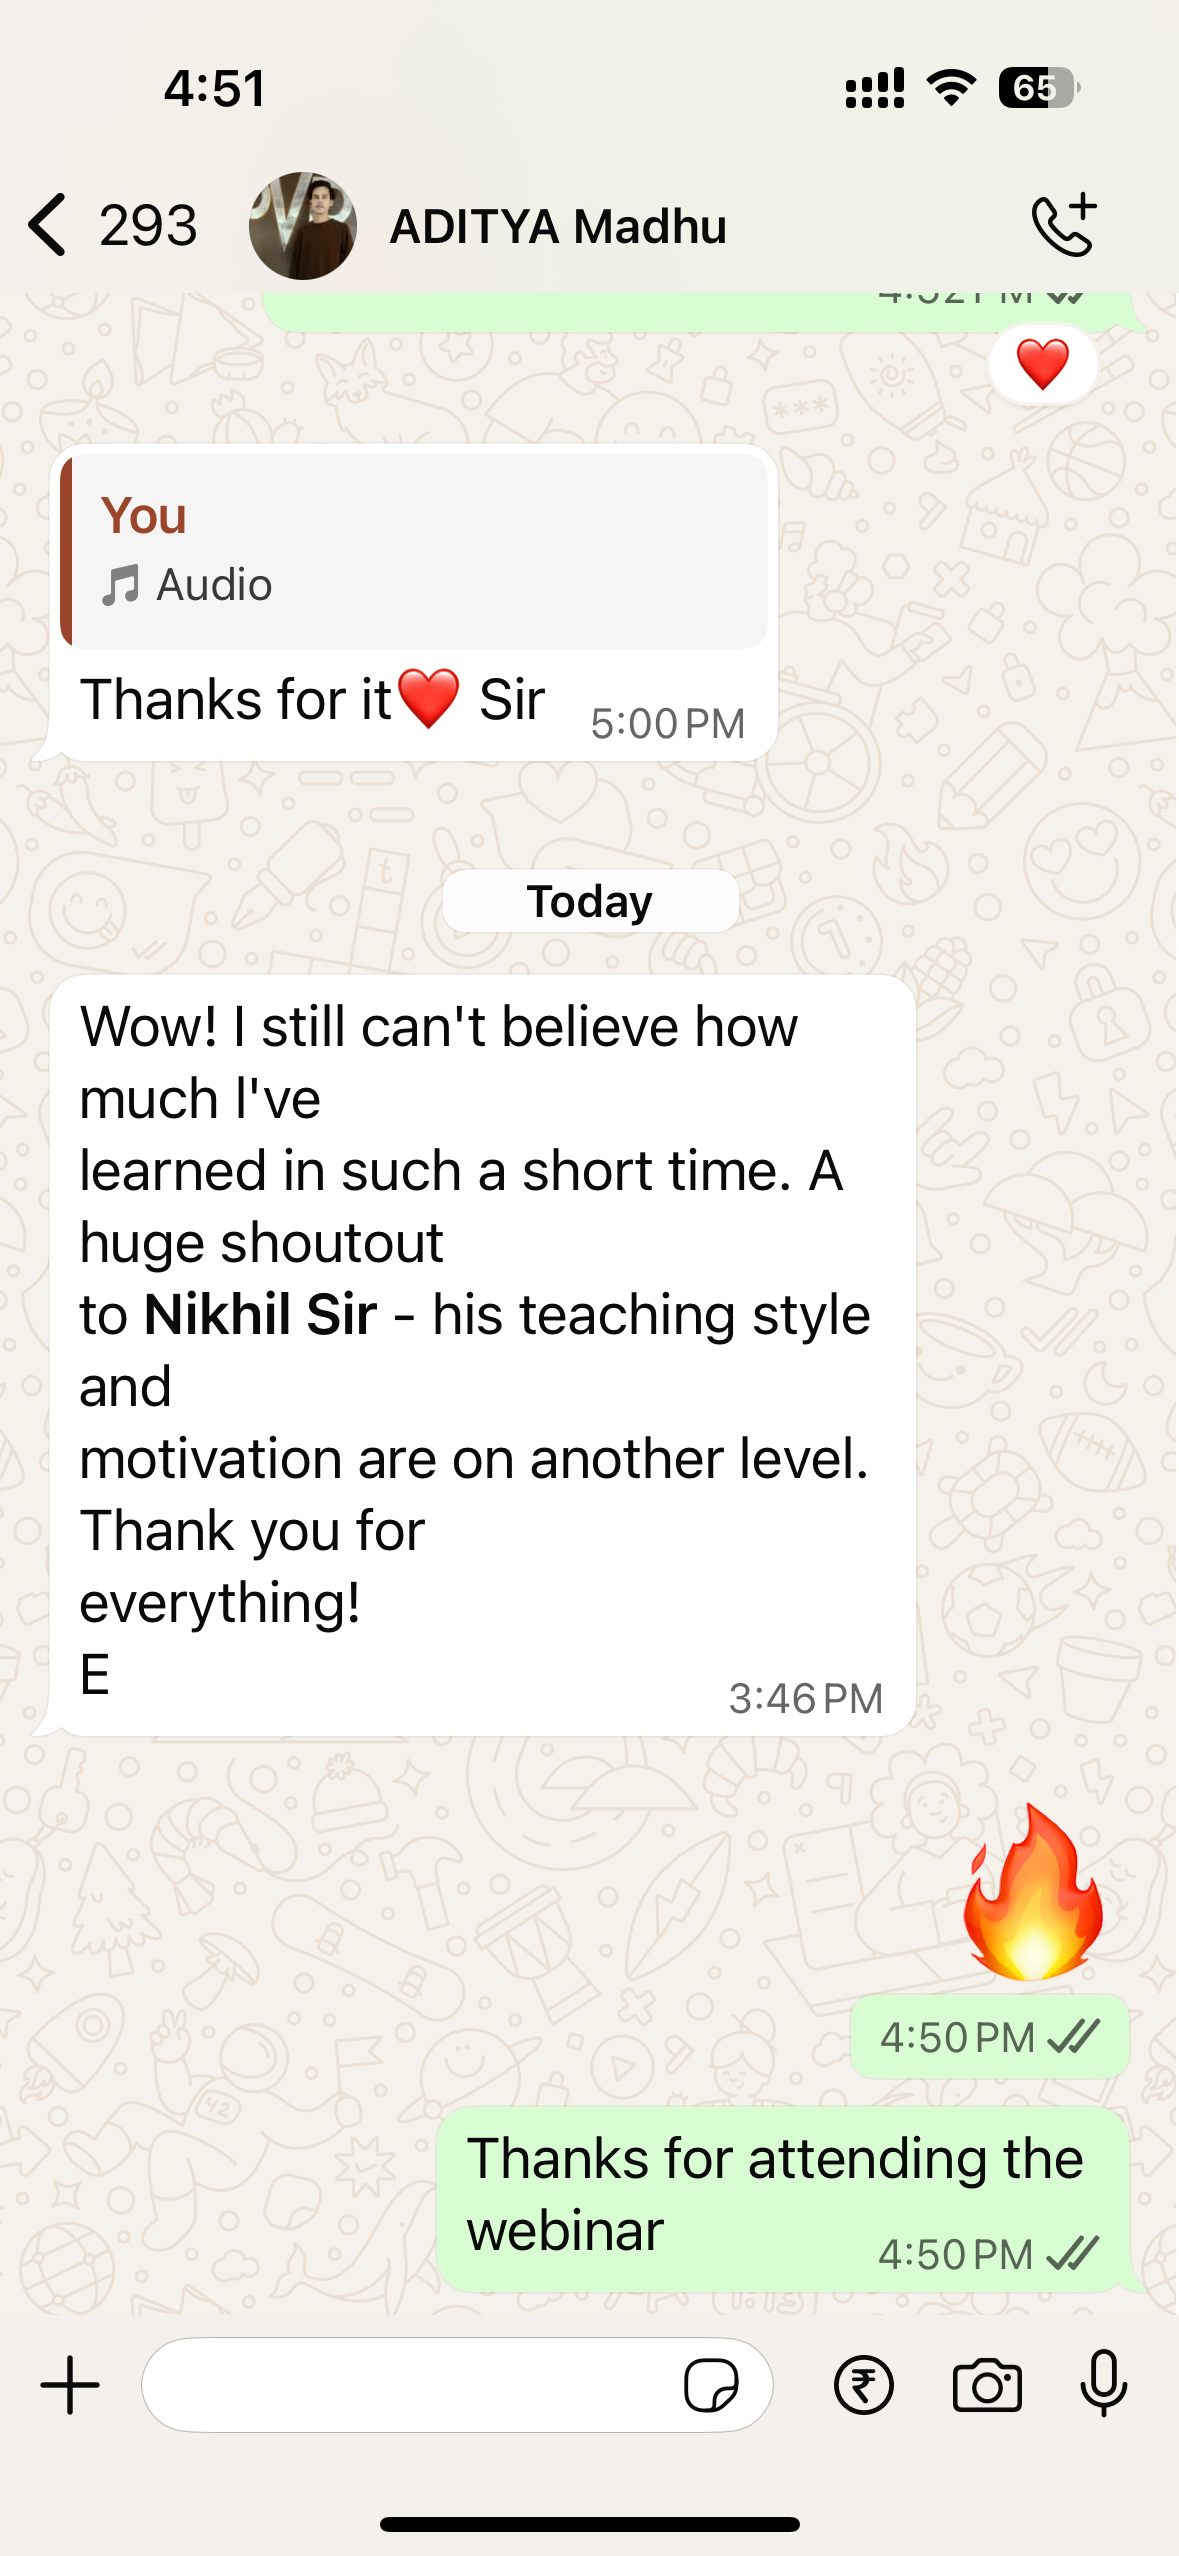 4:51
65
293
ADITYA Madhu
You
Audio
Thanks for it❤️ Sir
5:00 PM
Today
Wow! I still can't believe how
much I've
learned in such a short time. A
huge shoutout
to Nikhil Sir - his teaching style
and
motivation are on another level.
Thank you for
everything!
E
3:46 PM
🔥
4:50 PM
Thanks for attending the
webinar
4:50 PM